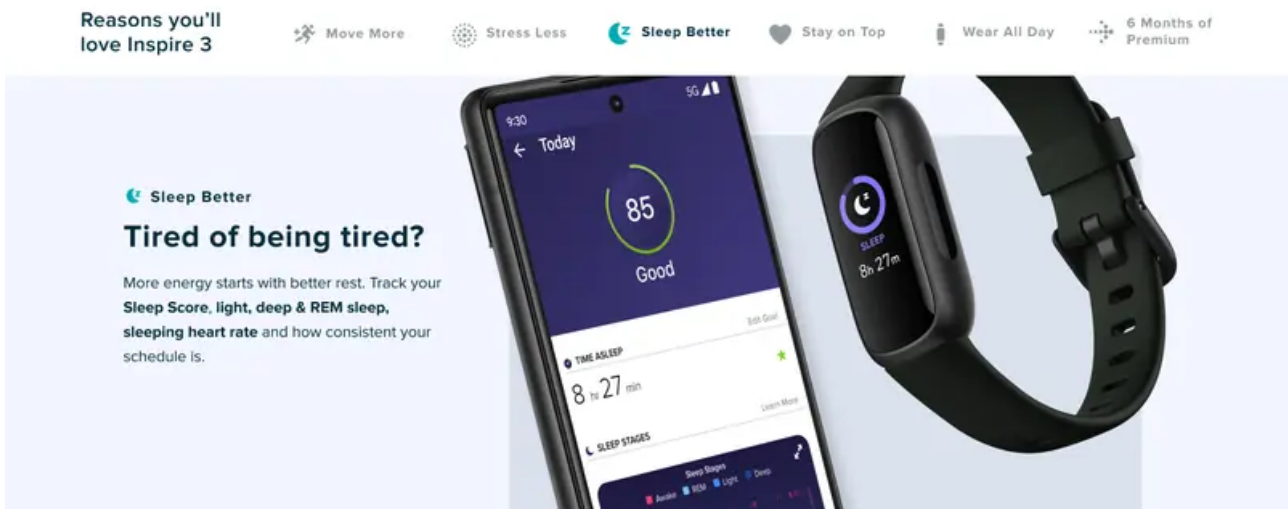 Reasons you'll
love Inspire 3
Move More
Stress Less
Sleep Better
Stay on Top
Wear All Day
6 Months of
Premium
Sleep Better
Tired of being tired?
More energy starts with better rest. Track your
Sleep Score, light, deep & REM sleep,
sleeping heart rate and how consistent your
schedule is.
9:30
5G
Today
85
Good
Edit Goal
TIME ASLEEP
8 hr 27 min
Learn More
SLEEP STAGES
Sleep Stages
Awake REM Light Deep
z
SLEEP
8h 27m